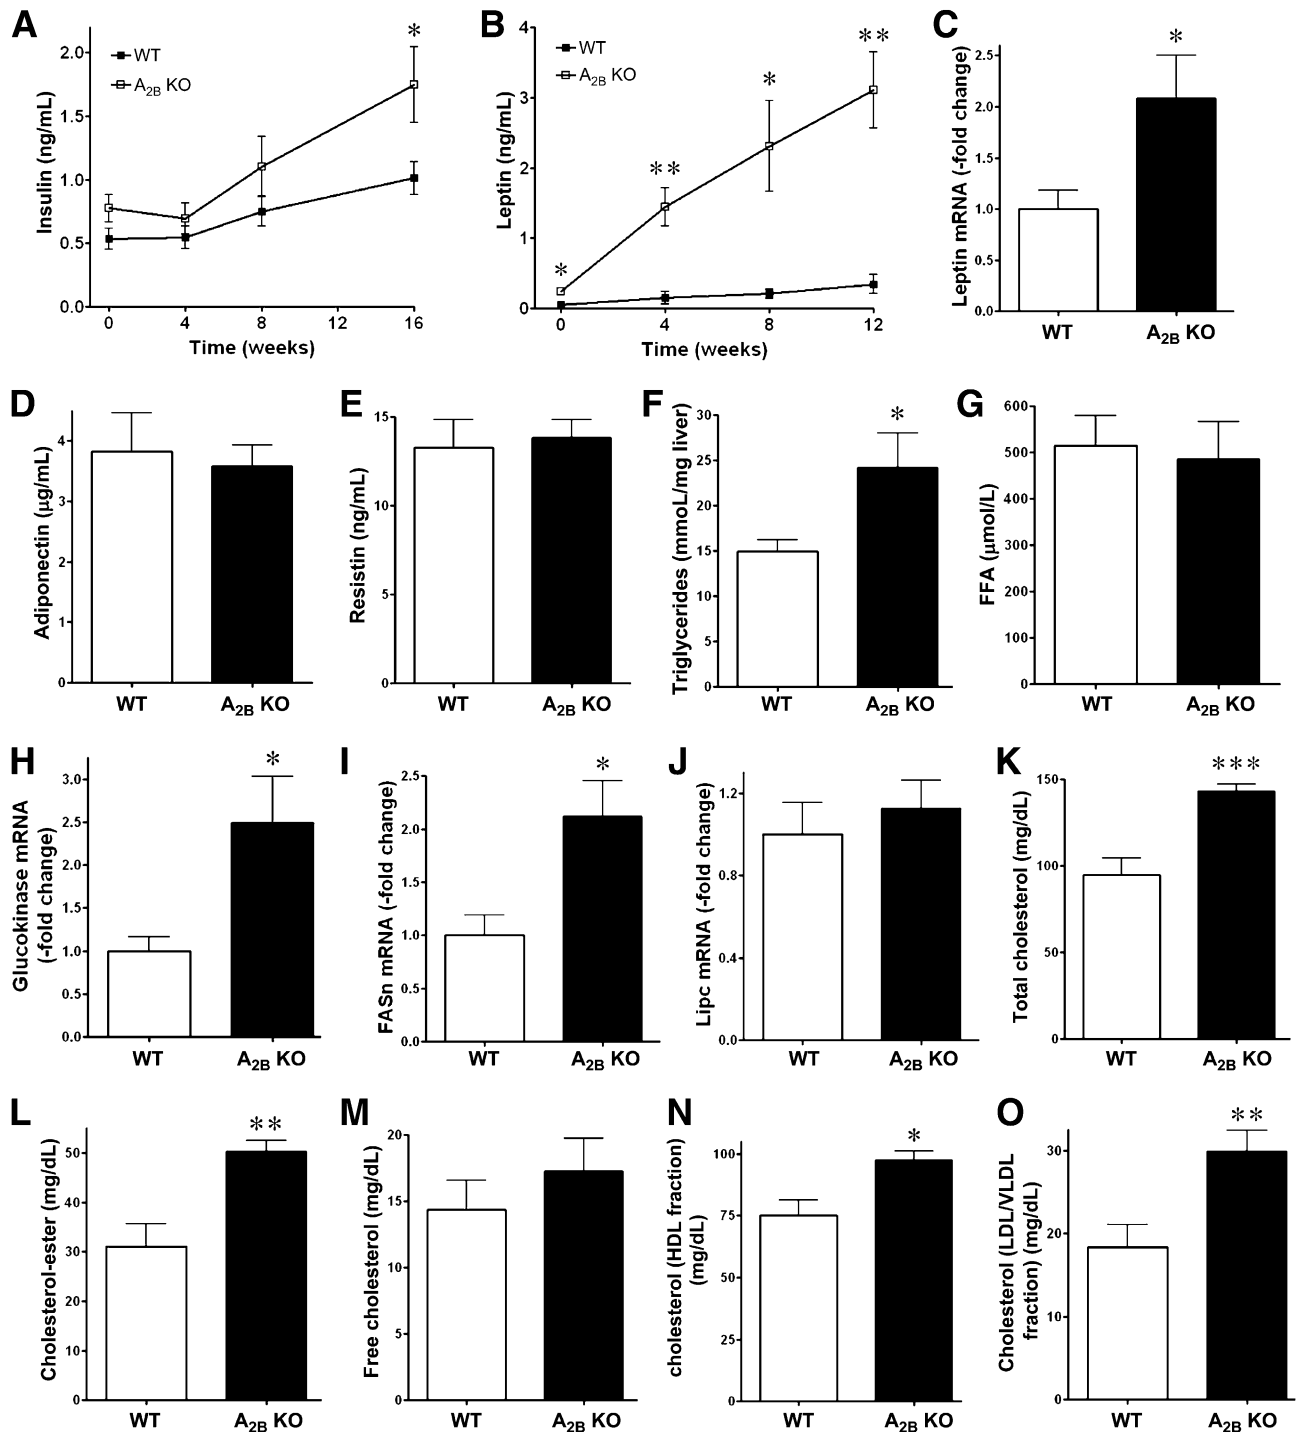 A
Insulin (ng/mL)
2.0
1.5
1.0
0.5
0.0
WT
A2B KO
*
0 4 8 12 16
Time (weeks)
B
Leptin (ng/mL)
4
3
2
1
0
WT
A2B KO
*
**
*
**
0 4 8 12
Time (weeks)
C
Leptin mRNA (-fold change)
2.5
2.0
1.5
1.0
0.5
0.0
*
WT A2B KO
D
Adiponectin (μg/mL)
4
3
2
1
0
WT A2B KO
E
Resistin (ng/mL)
15
10
5
0
WT A2B KO
F
Triglycerides (mmoL/mg liver)
30
25
20
15
10
5
0
*
WT A2B KO
G
FFA (μmol/L)
600
500
400
300
200
100
0
WT A2B KO
H
Glucokinase mRNA
(-fold change)
3.0
2.5
2.0
1.5
1.0
0.5
0.0
*
WT A2B KO
I
FASn mRNA (-fold change)
2.5
2.0
1.5
1.0
0.5
0.0
*
WT A2B KO
J
Lipc mRNA (-fold change)
1.2
0.8
0.4
0.0
WT A2B KO
K
Total cholesterol (mg/dL)
150
100
50
0
***
WT A2B KO
L
Cholesterol-ester (mg/dL)
50
40
30
20
10
0
**
WT A2B KO
M
Free cholesterol (mg/dL)
20
15
10
5
0
WT A2B KO
N
cholesterol (HDL fraction)
(mg/dL)
100
75
50
25
0
*
WT A2B KO
O
Cholesterol (LDL/VLDL
fraction) (mg/dL)
30
20
10
0
**
WT A2B KO